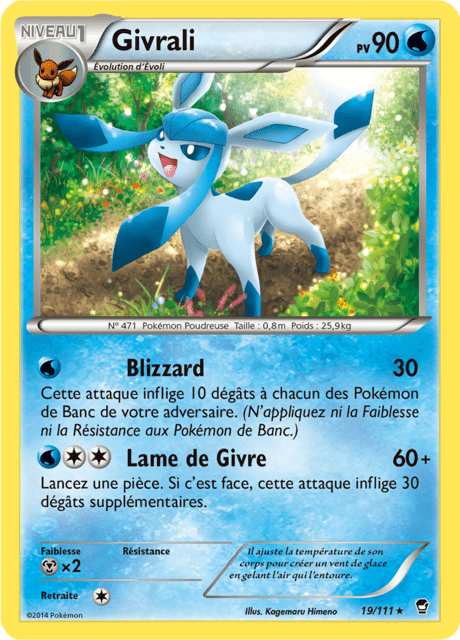 NIVEAU 1
Givrali
PV 90
Évolution d'Évoli
N° 471 Pokémon Poudreuse Taille : 0,8m Poids : 25,9kg
Blizzard 30
Cette attaque inflige 10 dégâts à chacun des Pokémon
de Banc de votre adversaire. (N'appliquez ni la Faiblesse
ni la Résistance aux Pokémon de Banc.)
Lame de Givre 60+
Lancez une pièce. Si c'est face, cette attaque inflige 30
dégâts supplémentaires.
Faiblesse
×2
Résistance
Retraite
Il ajuste la température de son
corps pour créer un vent de glace
en gelant l'air qui l'entoure.
©2014 Pokémon
Illus. Kagemaru Himeno
19/111 ★